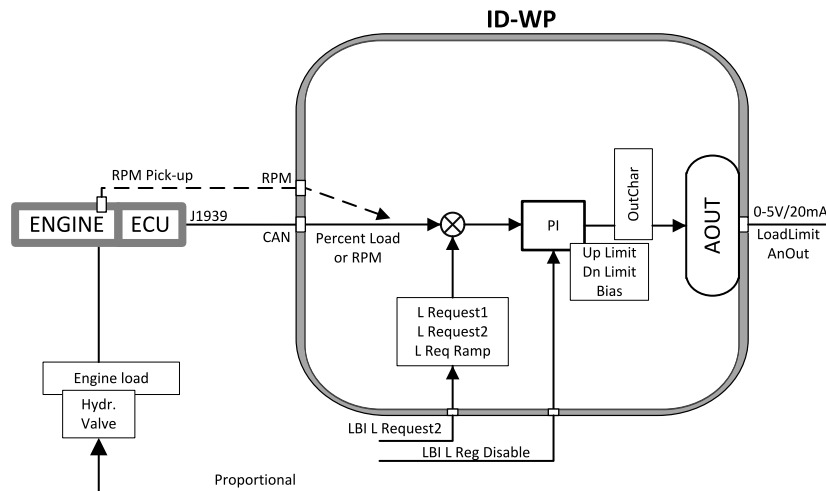 ID-WP
RPM Pick-up
RPM
ENGINE
ECU
J1939
CAN
Percent Load
or RPM
PI
OutChar
Up Limit
Dn Limit
Bias
AOUT
0-5V/20mA
LoadLimit
AnOut
L Request1
L Request2
L Req Ramp
Engine load
Hydr.
Valve
LBI L Request2
LBI L Reg Disable
Proportional